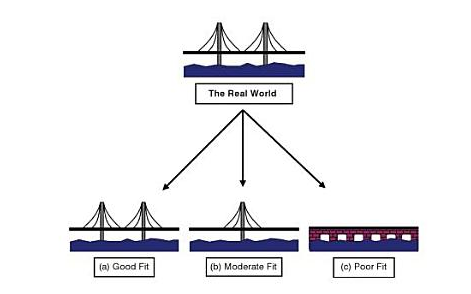 The Real World
(a) Good Fit
(b) Moderate Fit
(c) Poor Fit